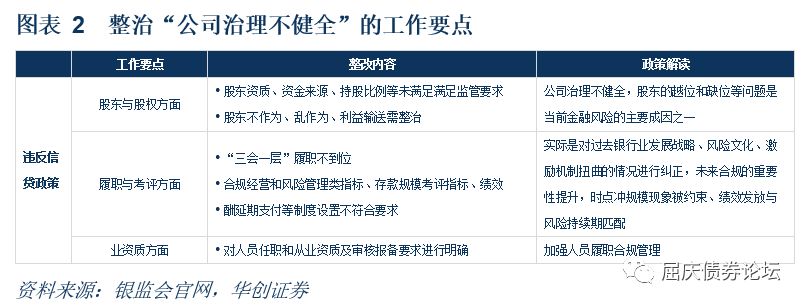 图表 2 整治“公司治理不健全”的工作要点
工作要点 整改内容 政策解读
违反信贷政策
股东与股权方面
• 股东资质、资金来源、持股比例等未满足满足监管要求
• 股东不作为、乱作为、利益输送需整治
公司治理不健全，股东的越位和缺位等问题是
当前金融风险的主要成因之一
履职与考评方面
• “三会一层”履职不到位
• 合规经营和风险管理类指标、存款规模考评指标、绩效
• 酬延期支付等制度设置不符合要求
实际是对过去银行业发展战略、风险文化、激
励机制扭曲的情况进行纠正，未来合规的重要
性提升，时点冲规模现象被约束、绩效发放与
风险持续期匹配
业资质方面
• 对人员任职和从业资质及审核报备要求进行明确
加强人员履职合规管理
资料来源：银监会官网，华创证券
屈庆债券论坛